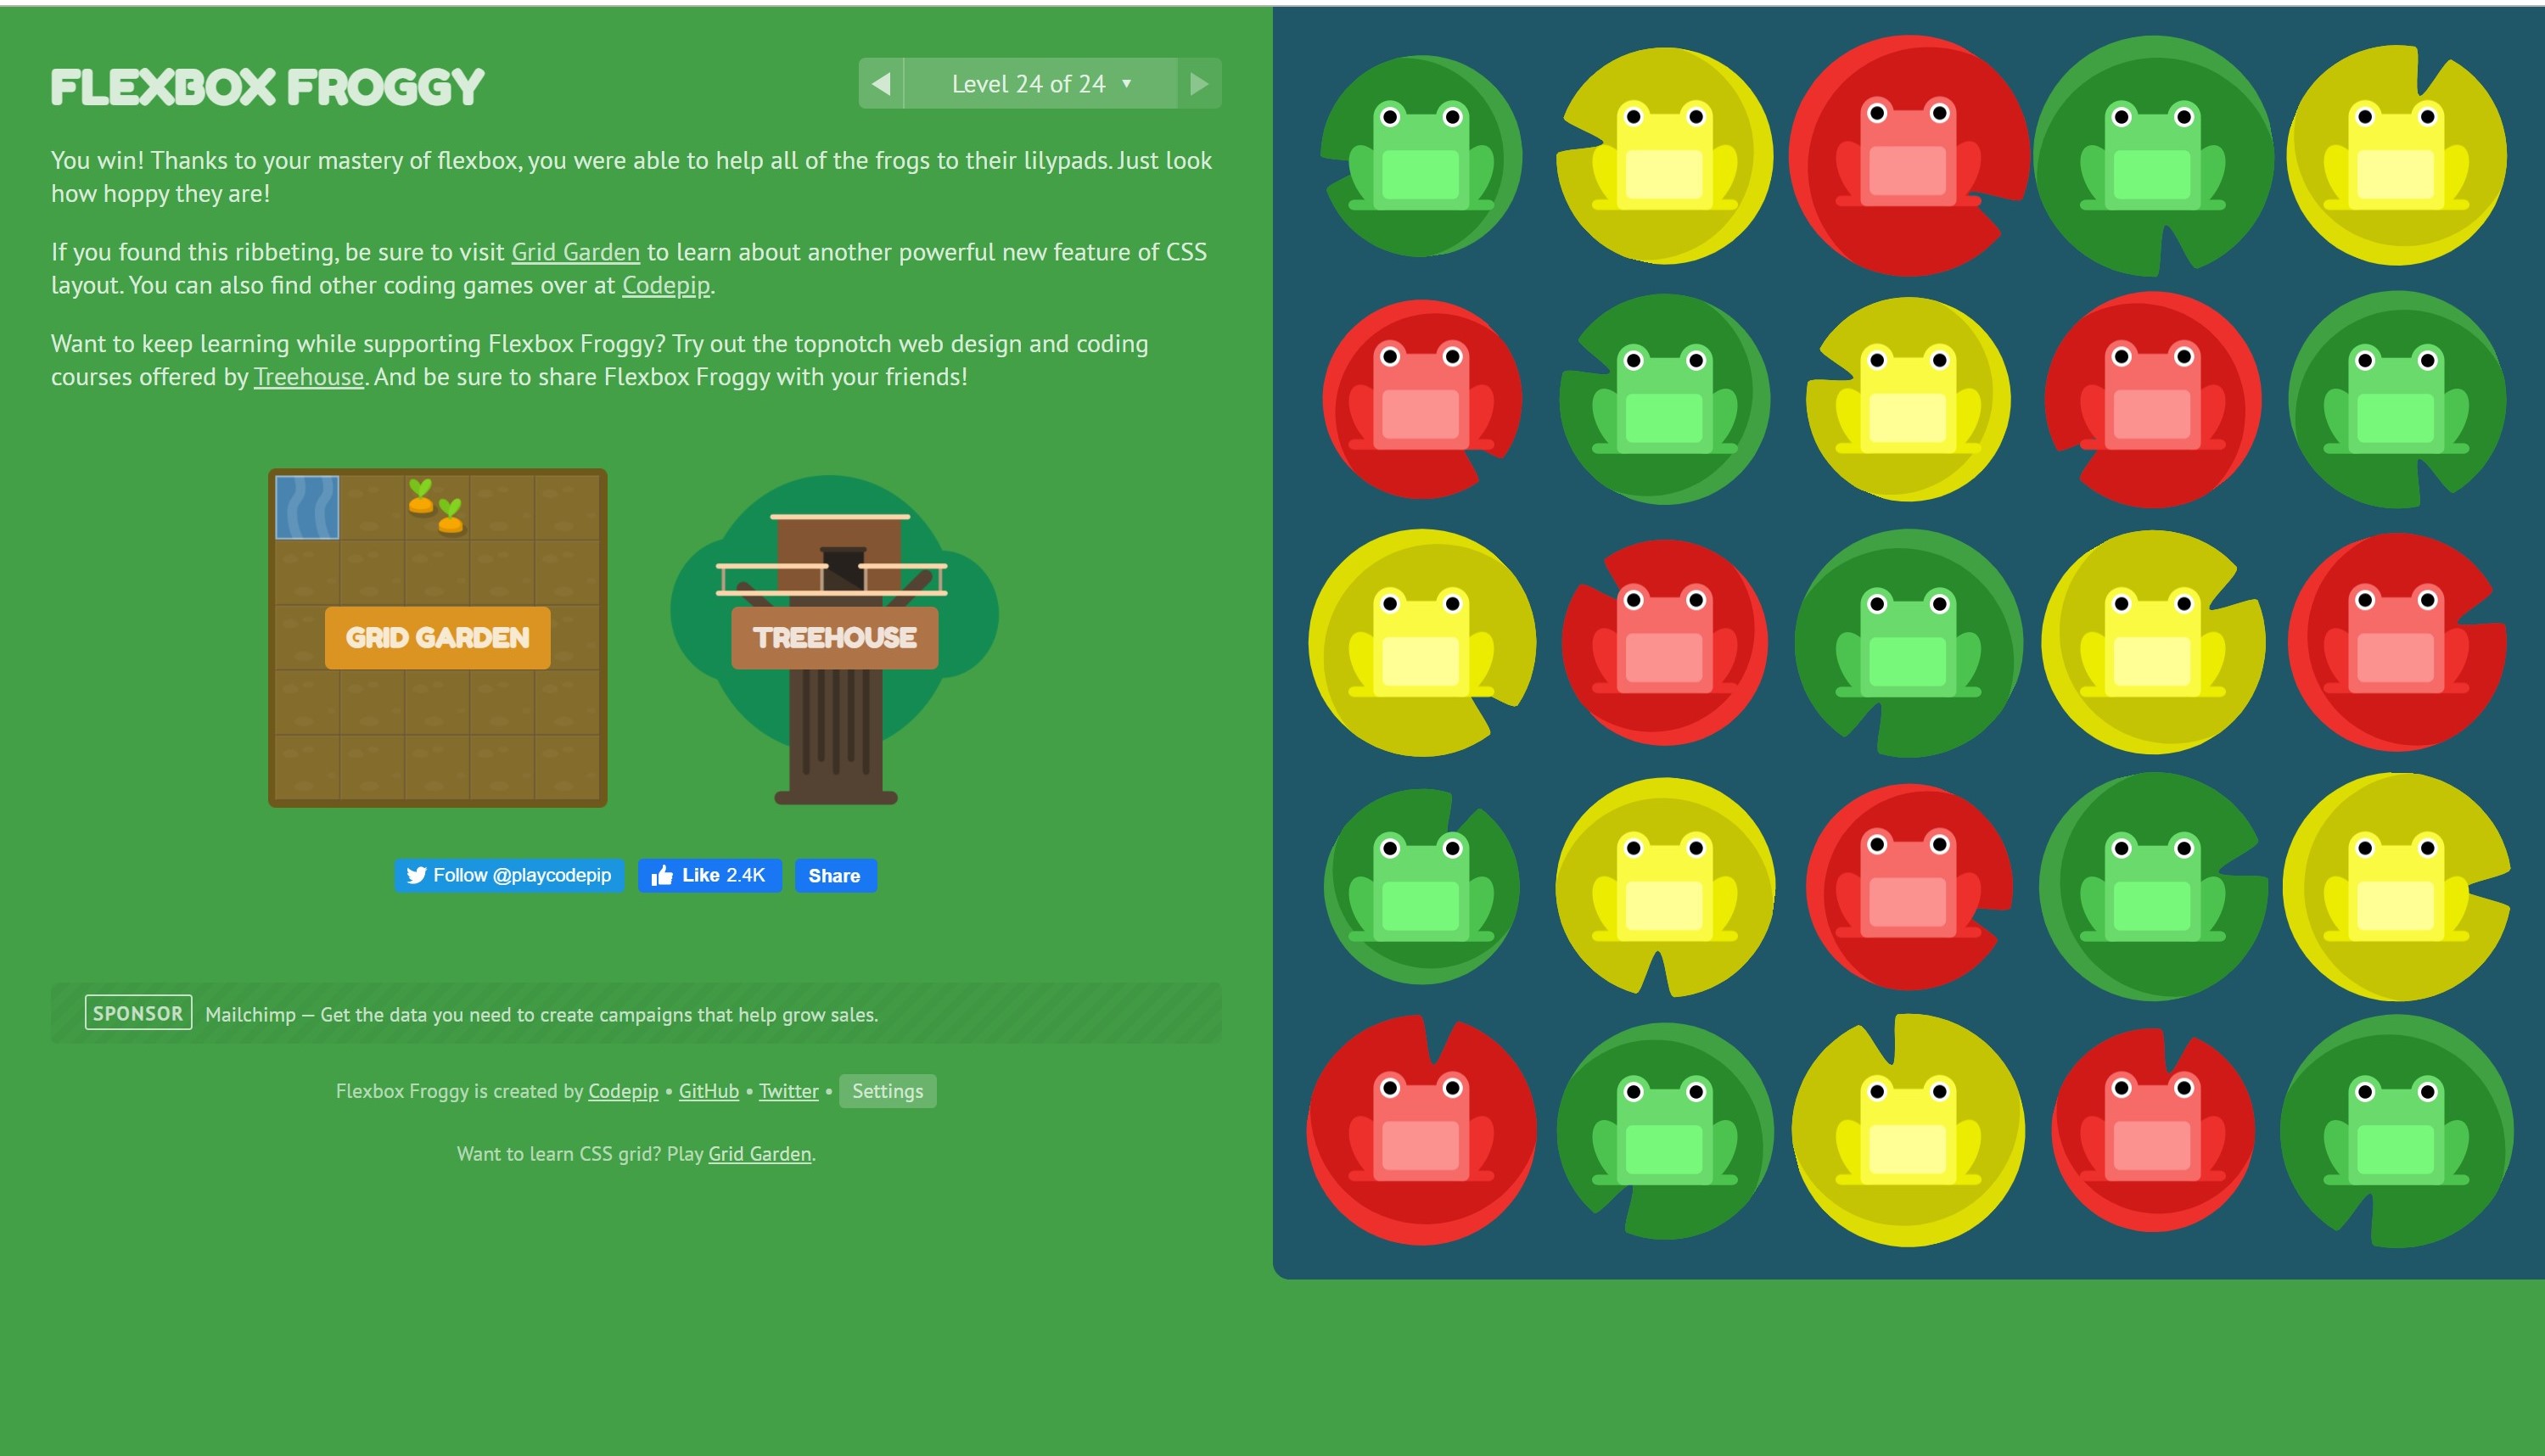 FLEXBOX FROGGY
Level 24 of 24
You win! Thanks to your mastery of flexbox, you were able to help all of the frogs to their lilypads. Just look
how hoppy they are!
If you found this ribbeting, be sure to visit Grid Garden to learn about another powerful new feature of CSS
layout. You can also find other coding games over at Codepip.
Want to keep learning while supporting Flexbox Froggy? Try out the topnotch web design and coding
courses offered by Treehouse. And be sure to share Flexbox Froggy with your friends!
GRID GARDEN
TREEHOUSE
Follow @playcodepip
Like 2.4K
Share
SPONSOR Mailchimp — Get the data you need to create campaigns that help grow sales.
Flexbox Froggy is created by Codepip • GitHub • Twitter • Settings
Want to learn CSS grid? Play Grid Garden.